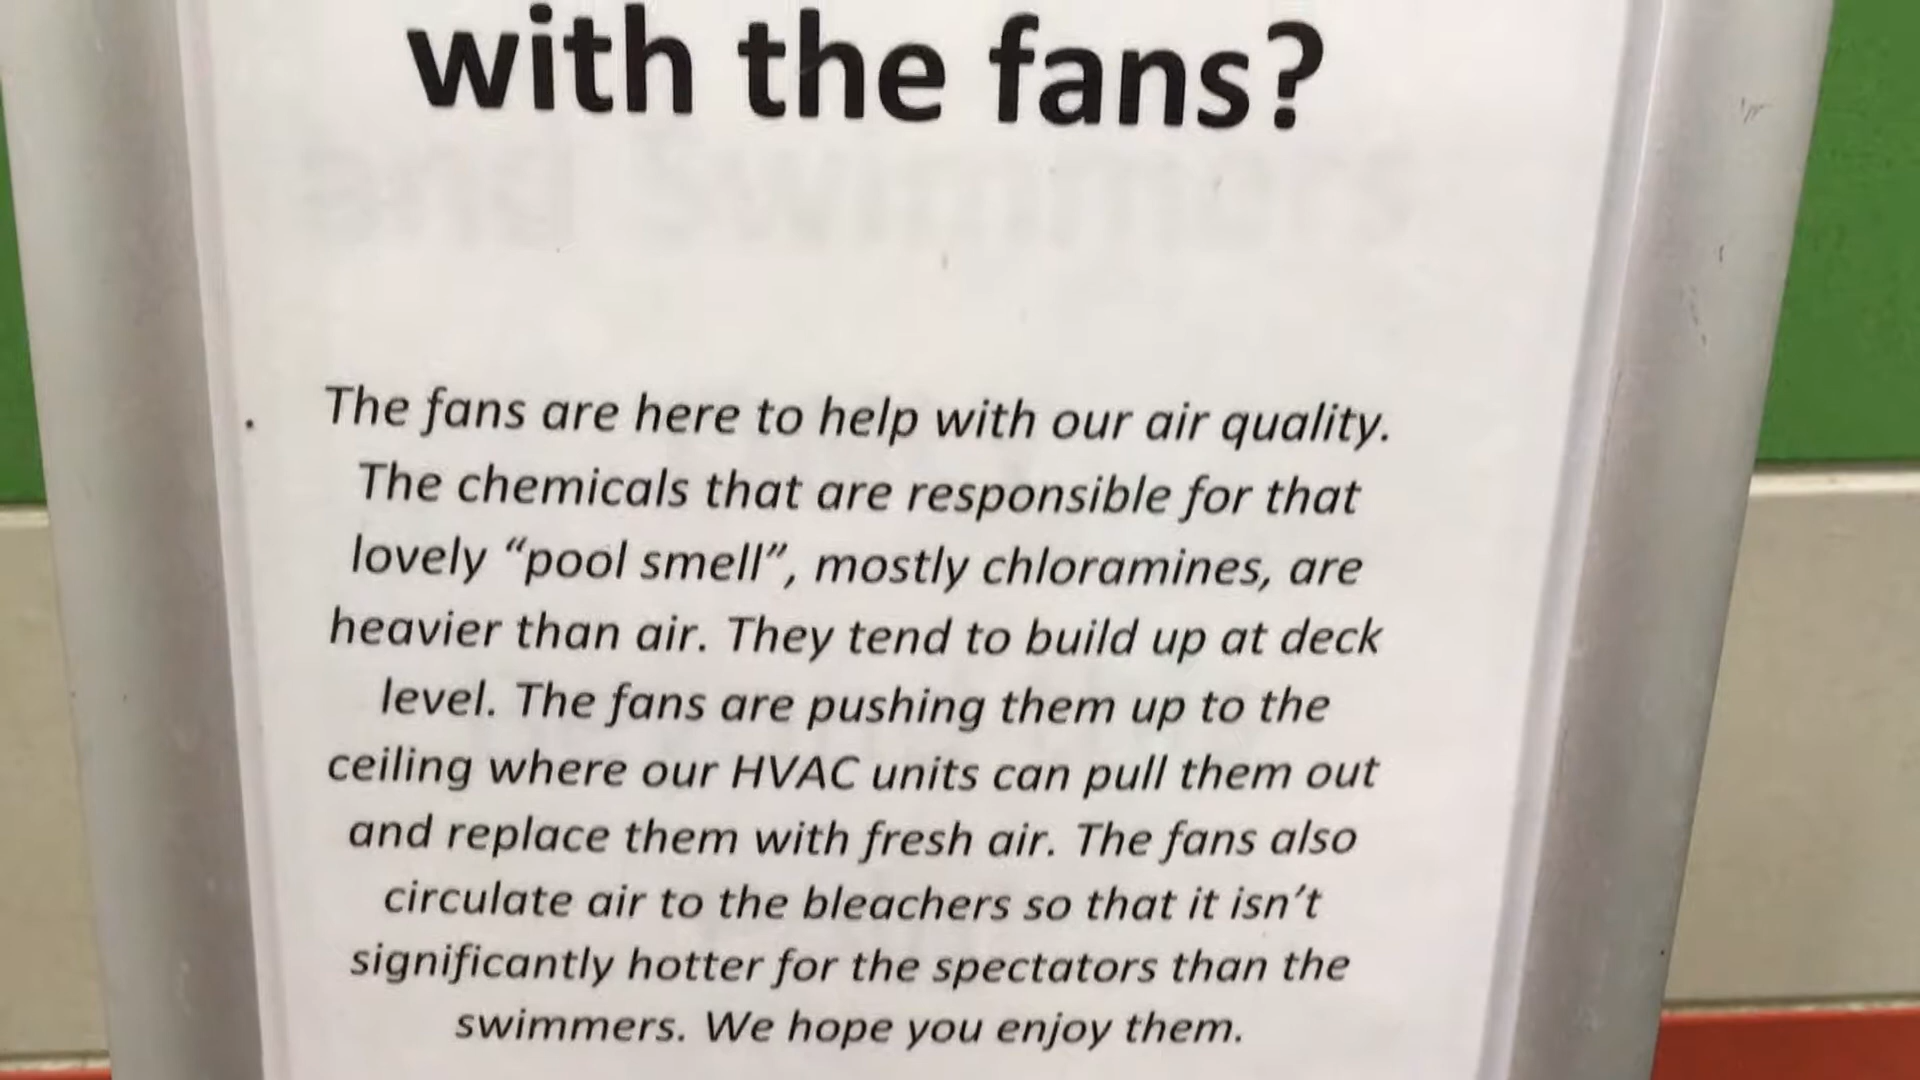 with the fans?
and Swimmers
The fans are here to help with our air quality.
The chemicals that are responsible for that
lovely “pool smell”, mostly chloramines, are
heavier than air. They tend to build up at deck
level. The fans are pushing them up to the
ceiling where our HVAC units can pull them out
and replace them with fresh air. The fans also
circulate air to the bleachers so that it isn’t
significantly hotter for the spectators than the
swimmers. We hope you enjoy them.